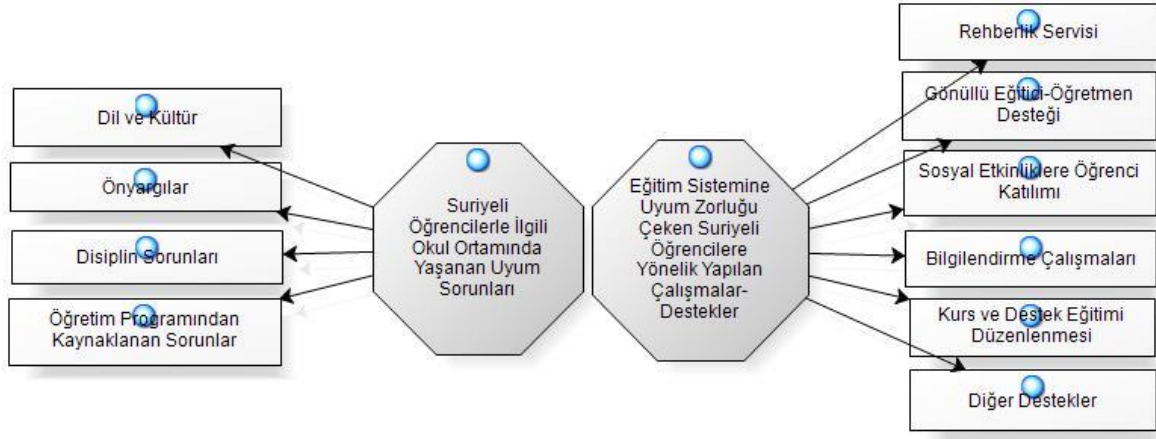 Dil ve Kültür
Önyargılar
Disiplin Sorunları
Öğretim Programından
Kaynaklanan Sorunlar
Suriyeli
Öğrencilerle İlgili
Okul Ortamında
Yaşanan Uyum
Sorunları
Eğitim Sistemine
Uyum Zorluğu
Çeken Suriyeli
Öğrencilere
Yönelik Yapılan
Çalışmalar-
Destekler
Rehberlik Servisi
Gönüllü Eğitici-Öğretmen
Desteği
Sosyal Etkinliklere Öğrenci
Katılımı
Bilgilendirme Çalışmaları
Kurs ve Destek Eğitimi
Düzenlenmesi
Diğer Destekler